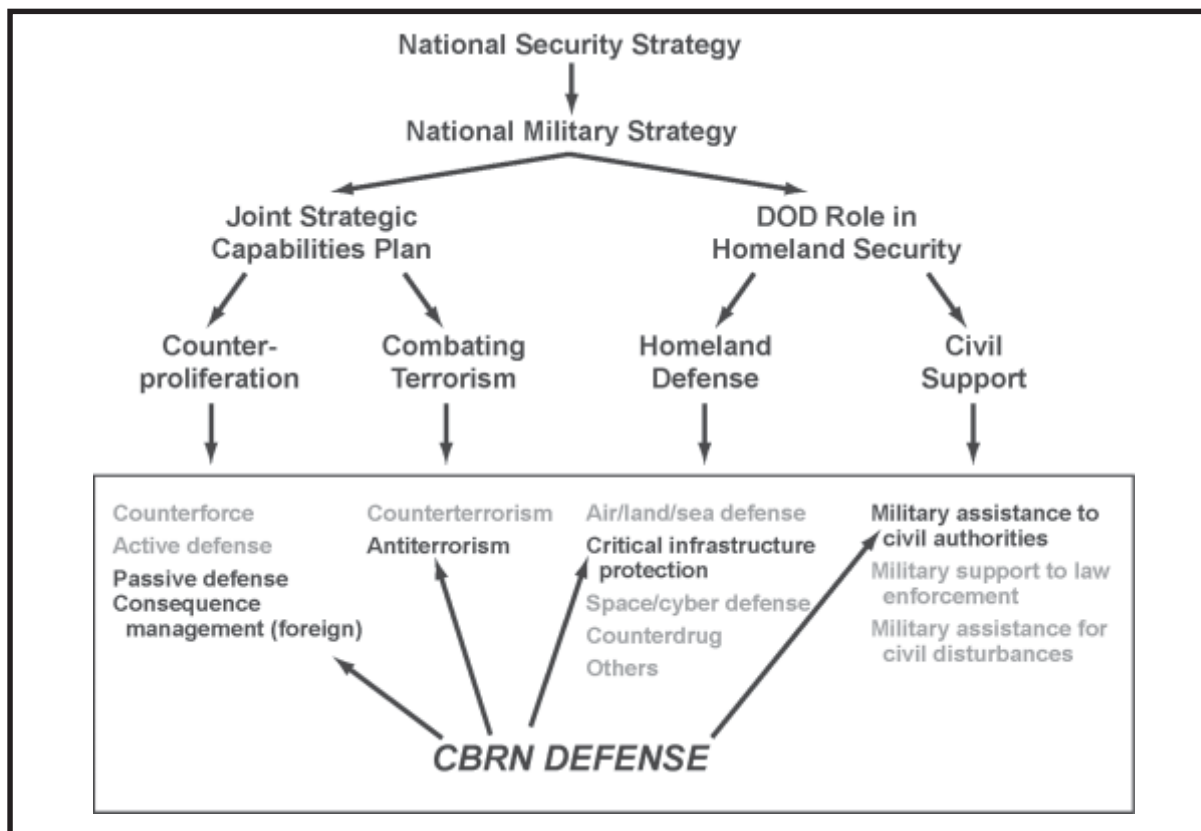 National Security Strategy
National Military Strategy
Joint Strategic
Capabilities Plan
DOD Role in
Homeland Security
Counter-
proliferation
Combating
Terrorism
Homeland
Defense
Civil
Support
Counterforce
Active defense
Passive defense
Consequence
management (foreign)
Counterterrorism
Antiterrorism
Air/land/sea defense
Critical infrastructure
protection
Space/cyber defense
Counterdrug
Others
Military assistance to
civil authorities
Military support to law
enforcement
Military assistance for
civil disturbances
CBRN DEFENSE